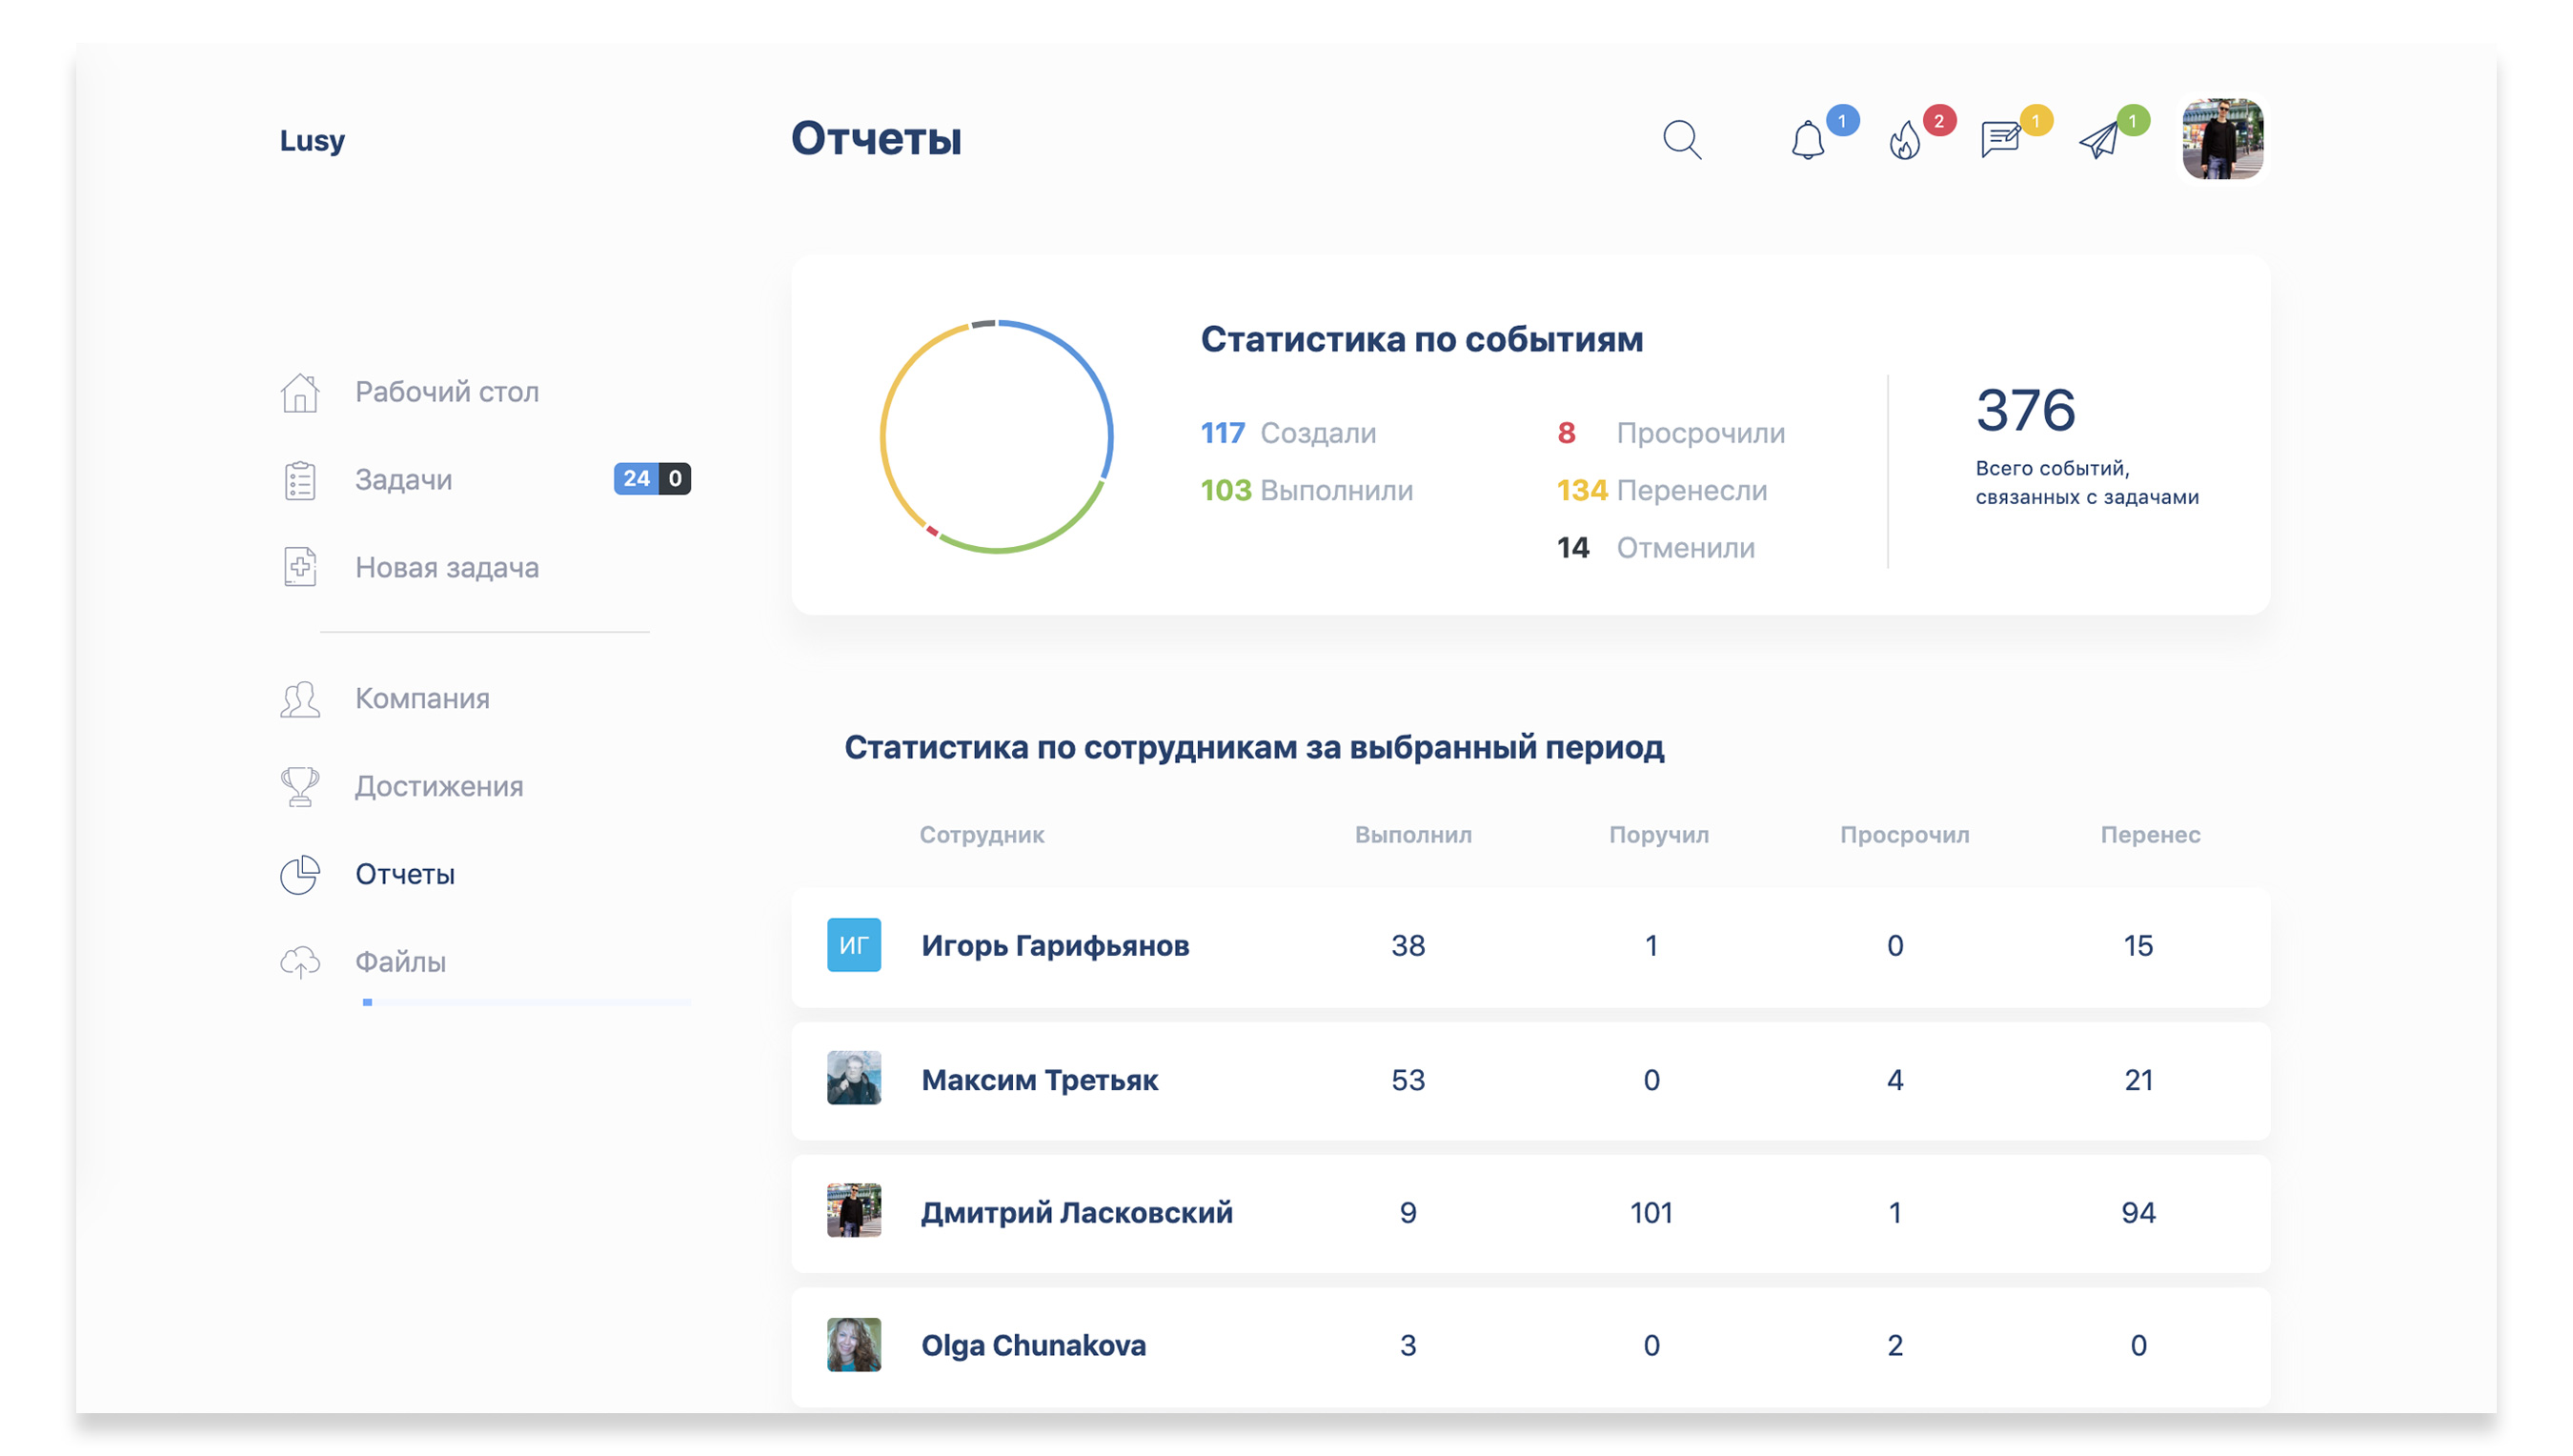 Lusy
Отчеты
1
2
1
1
Рабочий стол
Задачи
24 0
Новая задача
Компания
Достижения
Отчеты
Файлы
Статистика по событиям
117 Создали
8 Просрочили
103 Выполнили
134 Перенесли
14 Отменили
376
Всего событий,
связанных с задачами
Статистика по сотрудникам за выбранный период
Сотрудник Выполнил Поручил Просрочил Перенес
ИГ Игорь Гарифьянов 38 1 0 15
Максим Третьяк 53 0 4 21
Дмитрий Ласковский 9 101 1 94
Olga Chunakova 3 0 2 0